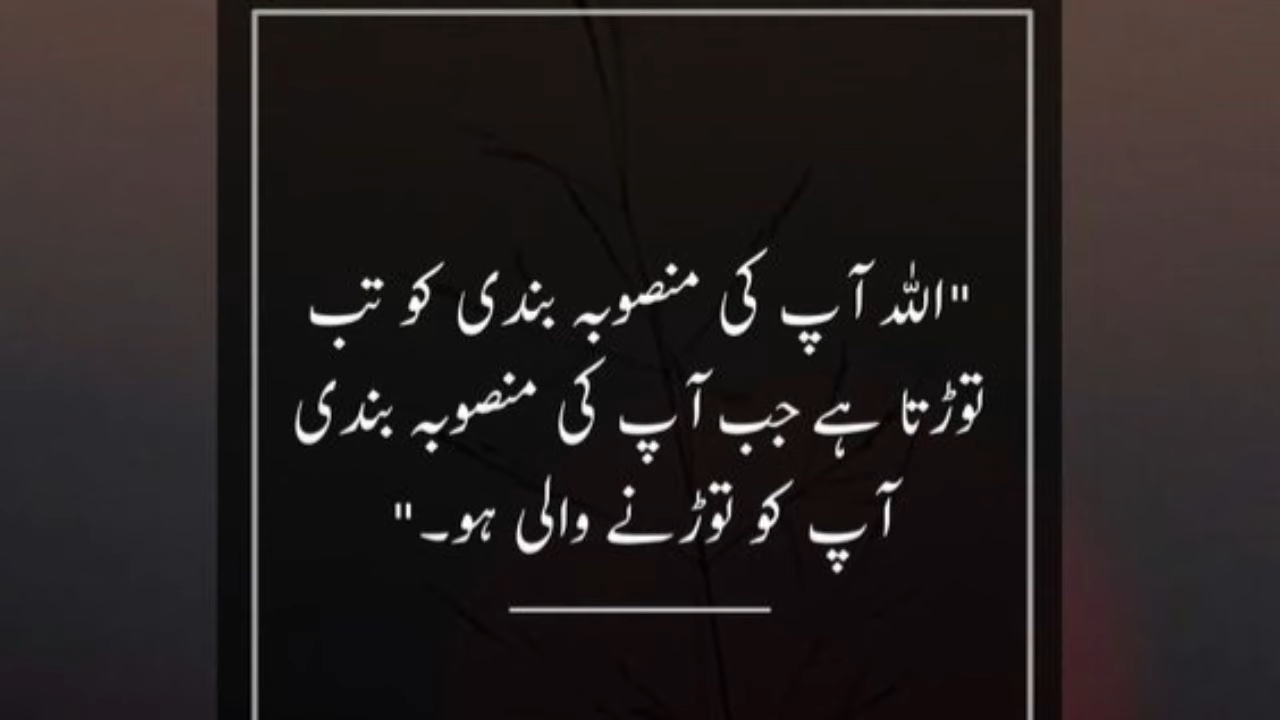 "اللہ آپ کی منصوبہ بندی کو تب
توڑتا ہے جب آپ کی منصوبہ بندی
آپ کو توڑنے والی ہو۔"